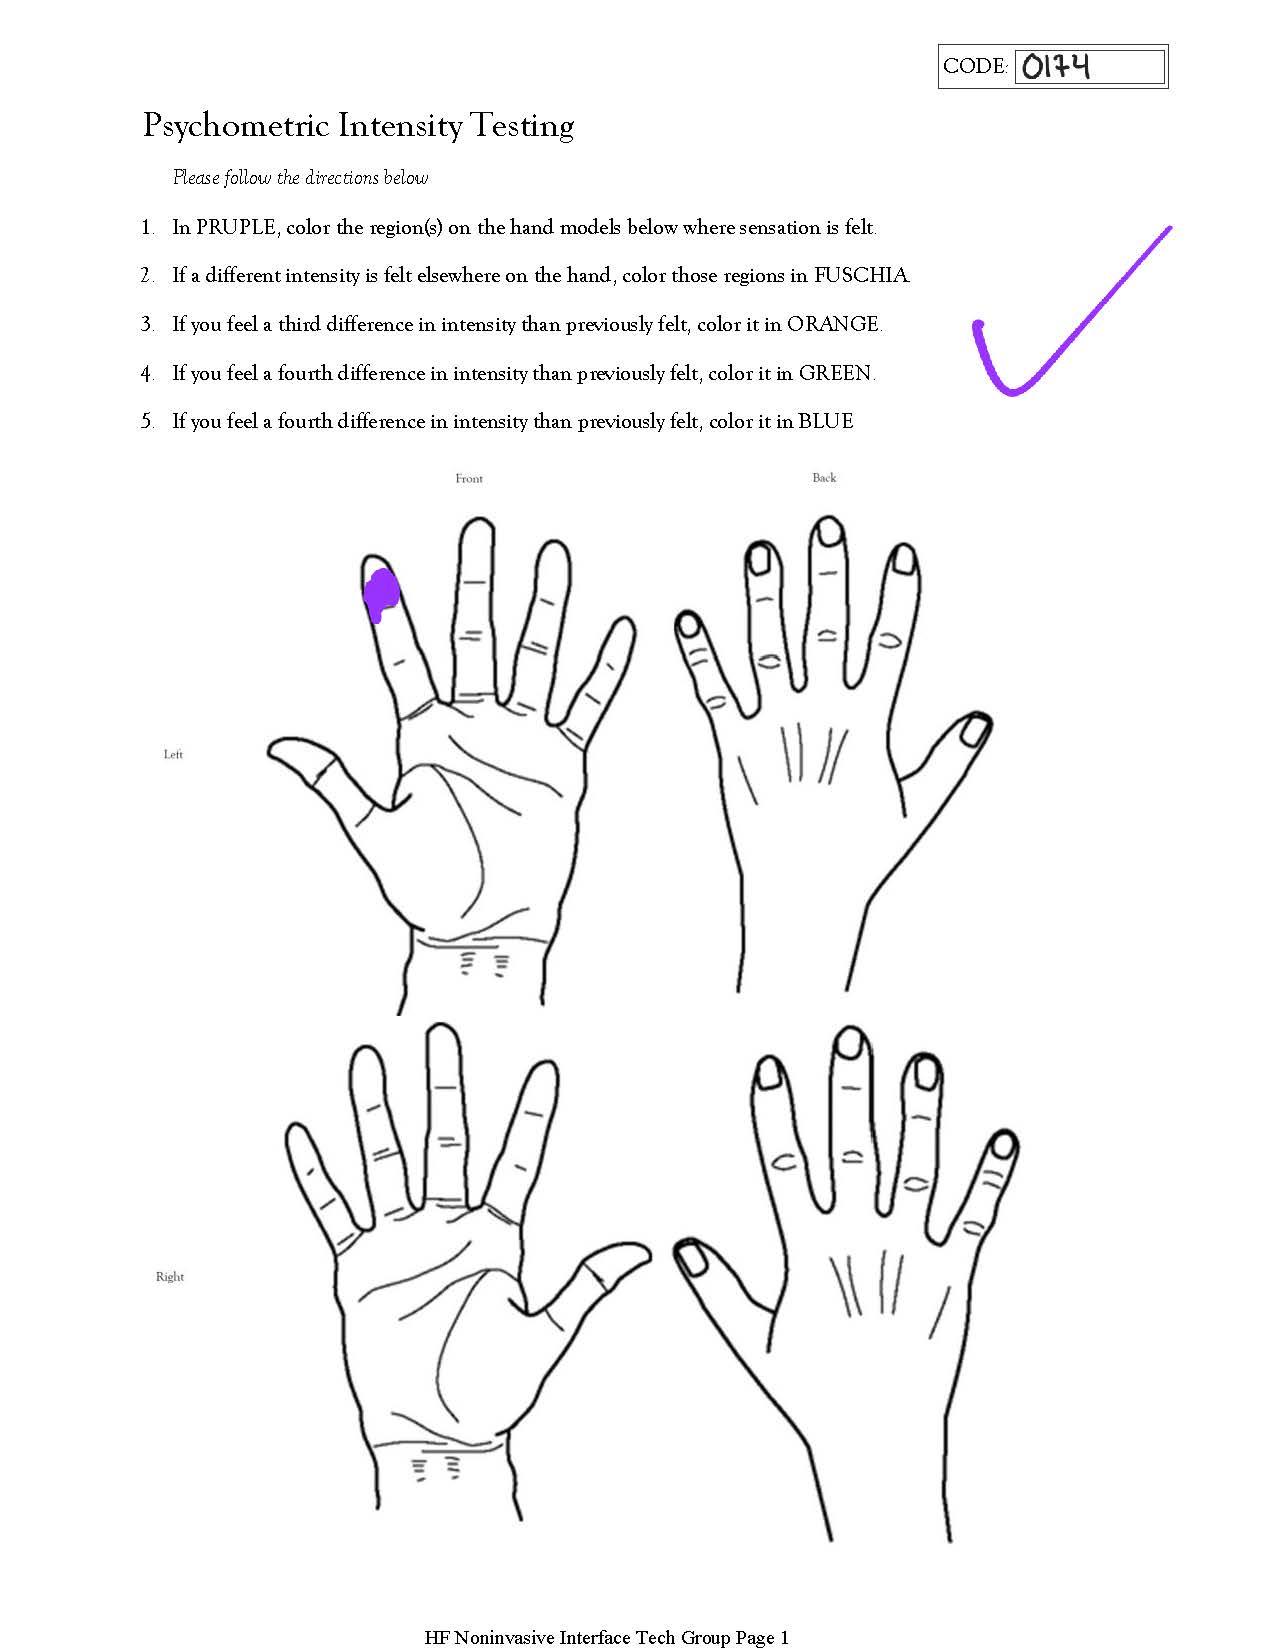 CODE: 0174
Psychometric Intensity Testing
Please follow the directions below
1. In PRUPLE, color the region(s) on the hand models below where sensation is felt.
2. If a different intensity is felt elsewhere on the hand, color those regions in FUSCHIA.
3. If you feel a third difference in intensity than previously felt, color it in ORANGE.
4. If you feel a fourth difference in intensity than previously felt, color it in GREEN.
5. If you feel a fourth difference in intensity than previously felt, color it in BLUE
Front Back
Left
Right
HF Noninvasive Interface Tech Group Page 1